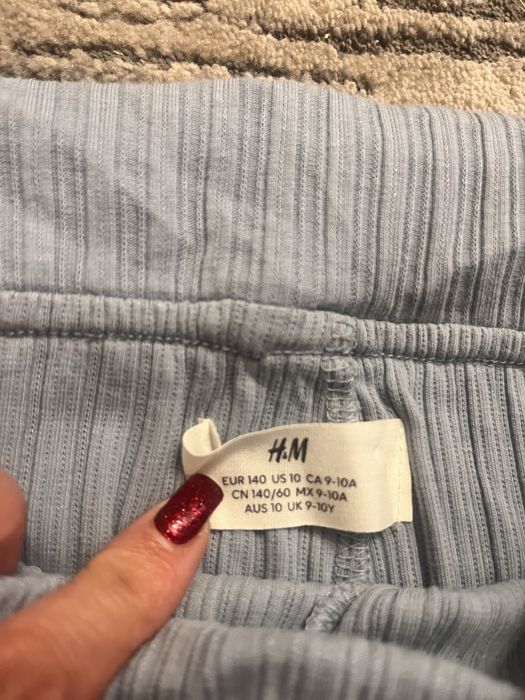 H&M
EUR 140 US 10 CA 9-10A
CN 140/60 MX 9-10A
AUS 10 UK 9-10Y